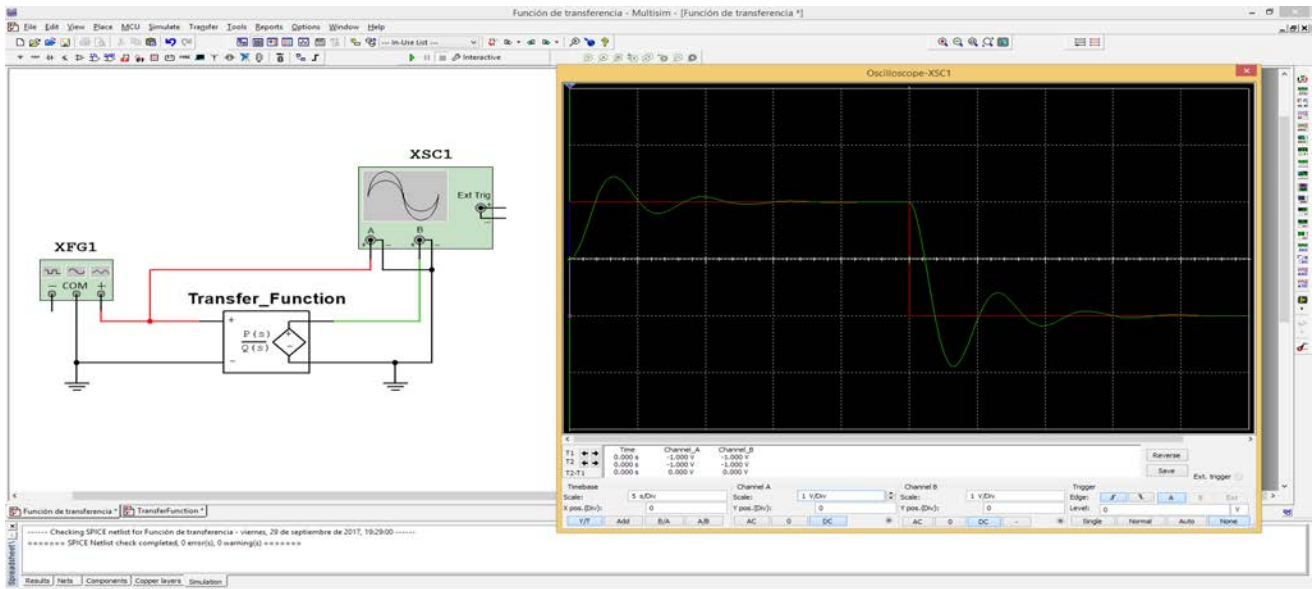 Función de transferencia - Multisim - [Función de transferencia *]
File Edit View Place MCU Simulate Transfer Tools Reports Options Window Help
--- In-Use List ---
Interactive
Oscilloscope-XSC1
XSC1
Ext Trig
A B
XFG1
COM
Transfer_Function
P(s)
Q(s)
Time Channel_A Channel_B
T1 0.000 s -1.000 V -1.000 V
T2 0.000 s -1.000 V -1.000 V
T2-T1 0.000 s 0.000 V 0.000 V
Reverse
Save
Ext. trigger
Timebase
Scale: 5 s/Div
X pos.(Div): 0
Y/T Add B/A A/B
Channel A
Scale: 1 V/Div
Y pos.(Div): 0
AC 0 DC
Channel B
Scale: 1 V/Div
Y pos.(Div): 0
AC 0 DC -
Trigger
Edge: A B Ext
Level: 0 V
Single Normal Auto None
Función de transferencia * TransferFunction *
------ Checking SPICE netlist for Función de transferencia - viernes, 29 de septiembre de 2017, 19:29:00 ------
======= SPICE Netlist check completed, 0 error(s), 0 warning(s) =======
Spreadsheet
Results Nets Components Copper layers Simulation